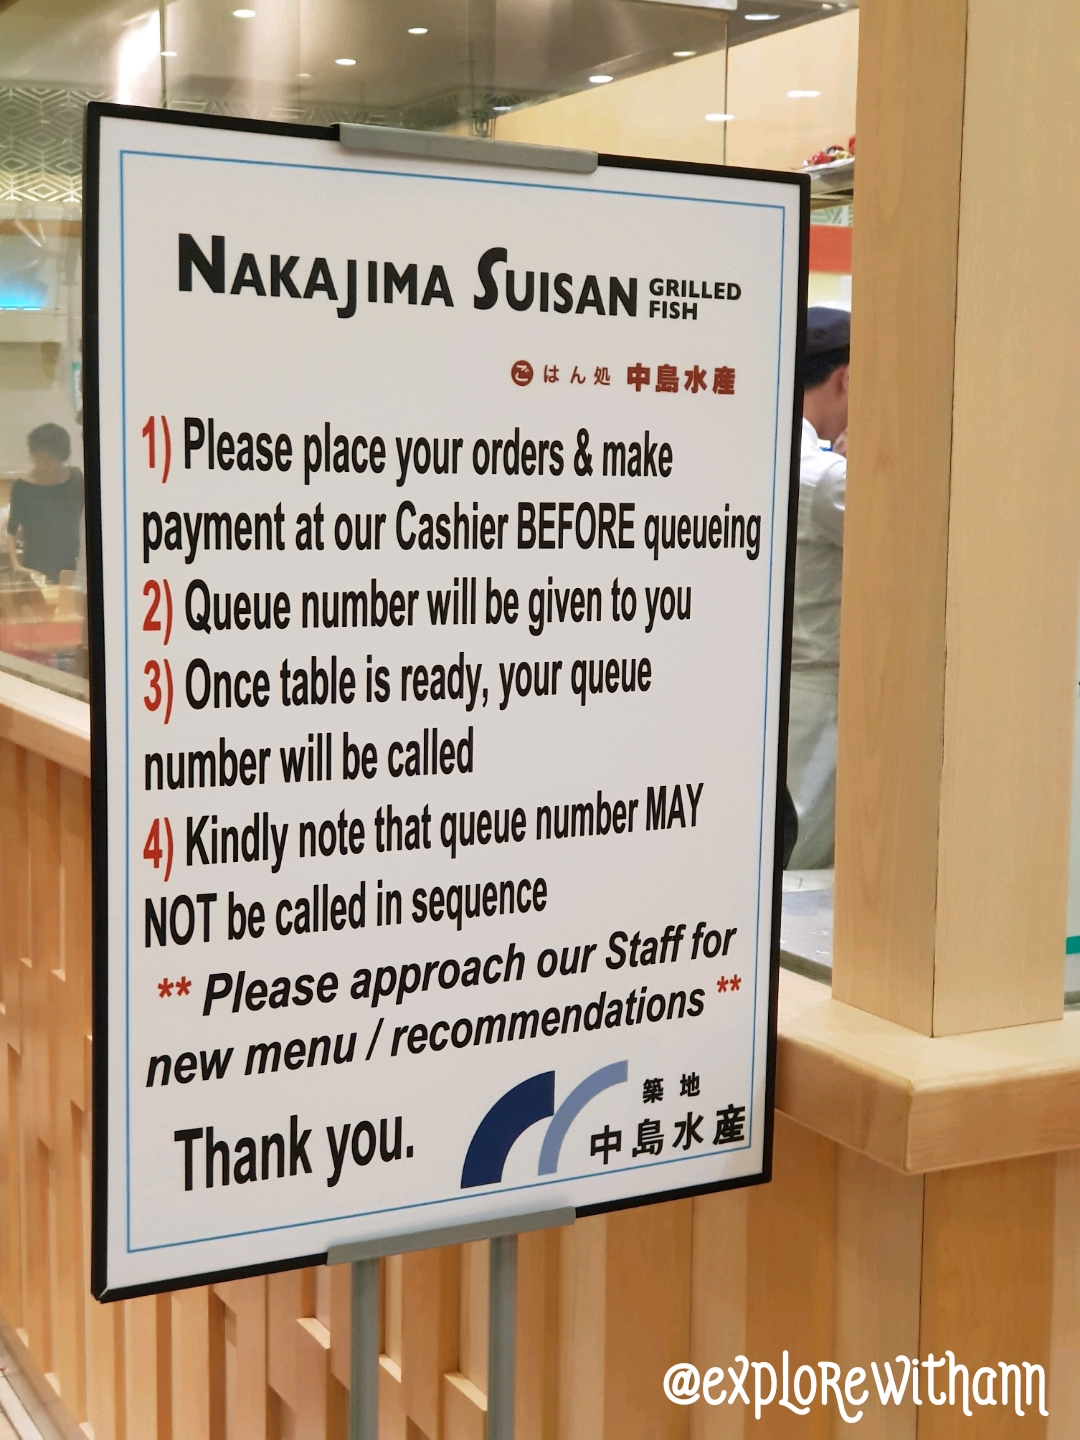 NAKAJIMA SUISAN GRILLED FISH
ごはん処 中島水産
1) Please place your orders & make
payment at our Cashier BEFORE queueing
2) Queue number will be given to you
3) Once table is ready, your queue
number will be called
4) Kindly note that queue number MAY
NOT be called in sequence
** Please approach our Staff for
new menu / recommendations **
Thank you.
築地
中島水産
@explorewithann